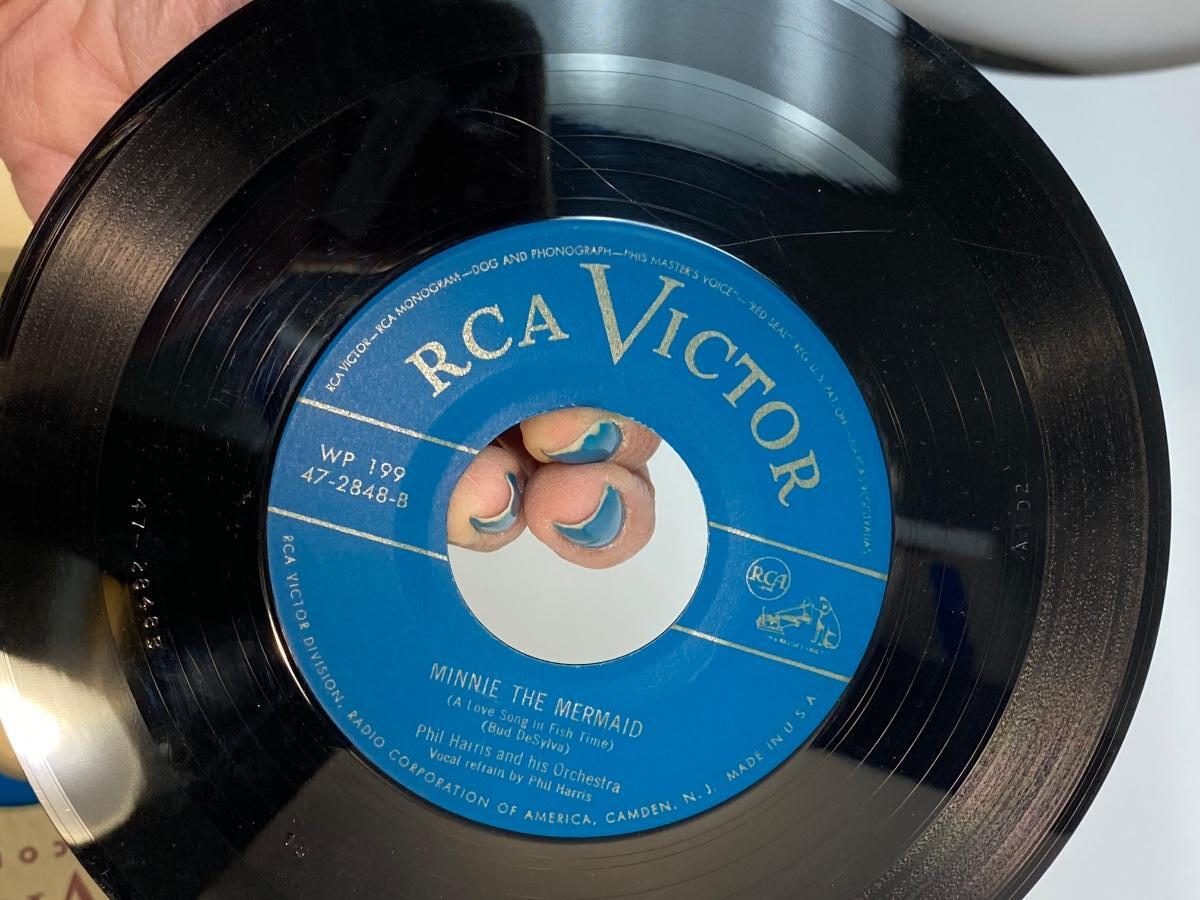 RCA VICTOR—RCA MONOGRAM—DOG AND PHONOGRAPH—"HIS MASTER'S VOICE"—"RED SEAL" REG. U.S. PAT. OFF.
RCA VICTOR
WP 199
47-2848-B
RCA
MINNIE THE MERMAID
(A Love Song in Fish Time)
(Bud DeSylva)
Phil Harris and his Orchestra
Vocal refrain by Phil Harris
RCA VICTOR DIVISION, RADIO CORPORATION OF AMERICA, CAMDEN, N. J. MADE IN U S A
47-2848B
A1D2